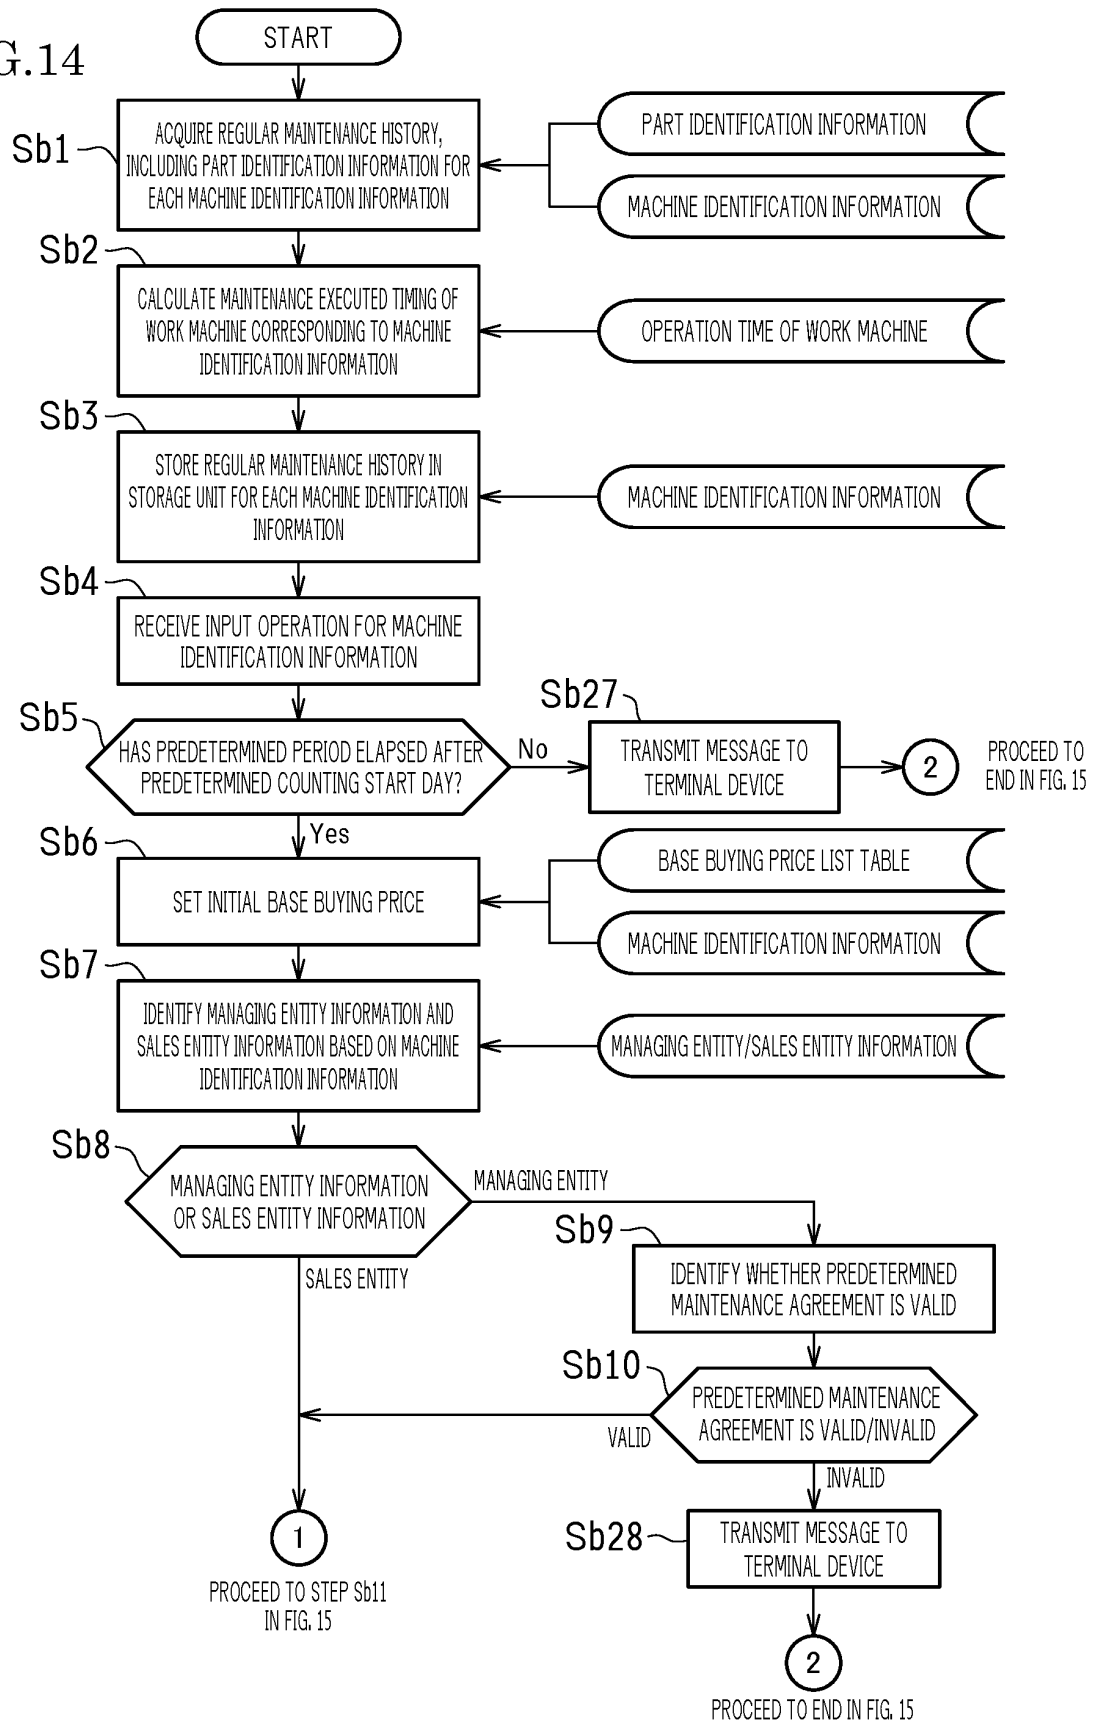 G.14
START
Sb1
ACQUIRE REGULAR MAINTENANCE HISTORY,
INCLUDING PART IDENTIFICATION INFORMATION FOR
EACH MACHINE IDENTIFICATION INFORMATION
PART IDENTIFICATION INFORMATION
MACHINE IDENTIFICATION INFORMATION
Sb2
CALCULATE MAINTENANCE EXECUTED TIMING OF
WORK MACHINE CORRESPONDING TO MACHINE
IDENTIFICATION INFORMATION
OPERATION TIME OF WORK MACHINE
Sb3
STORE REGULAR MAINTENANCE HISTORY IN
STORAGE UNIT FOR EACH MACHINE IDENTIFICATION
INFORMATION
MACHINE IDENTIFICATION INFORMATION
Sb4
RECEIVE INPUT OPERATION FOR MACHINE
IDENTIFICATION INFORMATION
Sb5
HAS PREDETERMINED PERIOD ELAPSED AFTER
PREDETERMINED COUNTING START DAY?
No
Yes
Sb27
TRANSMIT MESSAGE TO
TERMINAL DEVICE
2
PROCEED TO
END IN FIG. 15
Sb6
SET INITIAL BASE BUYING PRICE
BASE BUYING PRICE LIST TABLE
MACHINE IDENTIFICATION INFORMATION
Sb7
IDENTIFY MANAGING ENTITY INFORMATION AND
SALES ENTITY INFORMATION BASED ON MACHINE
IDENTIFICATION INFORMATION
MANAGING ENTITY/SALES ENTITY INFORMATION
Sb8
MANAGING ENTITY INFORMATION
OR SALES ENTITY INFORMATION
MANAGING ENTITY
SALES ENTITY
Sb9
IDENTIFY WHETHER PREDETERMINED
MAINTENANCE AGREEMENT IS VALID
Sb10
PREDETERMINED MAINTENANCE
AGREEMENT IS VALID/INVALID
VALID
INVALID
1
PROCEED TO STEP Sb11
IN FIG. 15
Sb28
TRANSMIT MESSAGE TO
TERMINAL DEVICE
2
PROCEED TO END IN FIG. 15